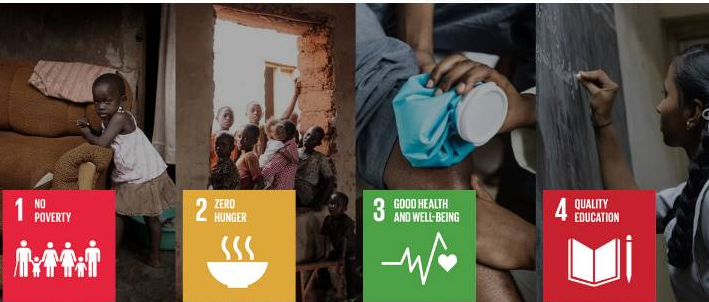 1 NO
POVERTY
2 ZERO
HUNGER
3 GOOD HEALTH
AND WELL-BEING
4 QUALITY
EDUCATION